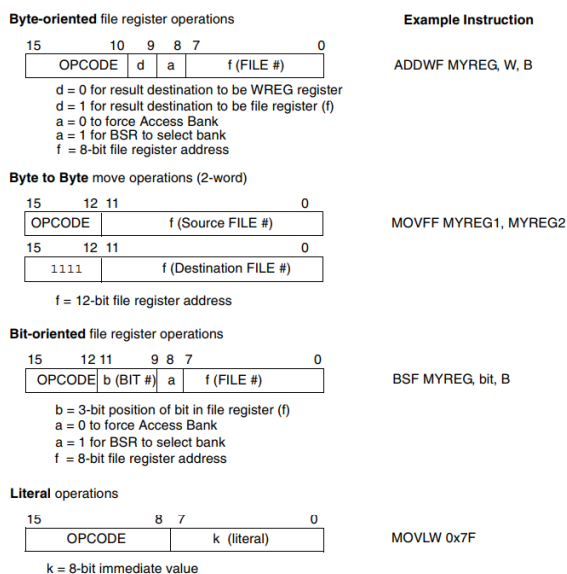 Byte-oriented file register operations Example Instruction
15 10 9 8 7 0
OPCODE d a f (FILE #) ADDWF MYREG, W, B
d = 0 for result destination to be WREG register
d = 1 for result destination to be file register (f)
a = 0 to force Access Bank
a = 1 for BSR to select bank
f = 8-bit file register address
Byte to Byte move operations (2-word)
15 12 11 0
OPCODE f (Source FILE #) MOVFF MYREG1, MYREG2
15 12 11 0
1111 f (Destination FILE #)
f = 12-bit file register address
Bit-oriented file register operations
15 12 11 9 8 7 0
OPCODE b (BIT #) a f (FILE #) BSF MYREG, bit, B
b = 3-bit position of bit in file register (f)
a = 0 to force Access Bank
a = 1 for BSR to select bank
f = 8-bit file register address
Literal operations
15 8 7 0
OPCODE k (literal) MOVLW 0x7F
k = 8-bit immediate value